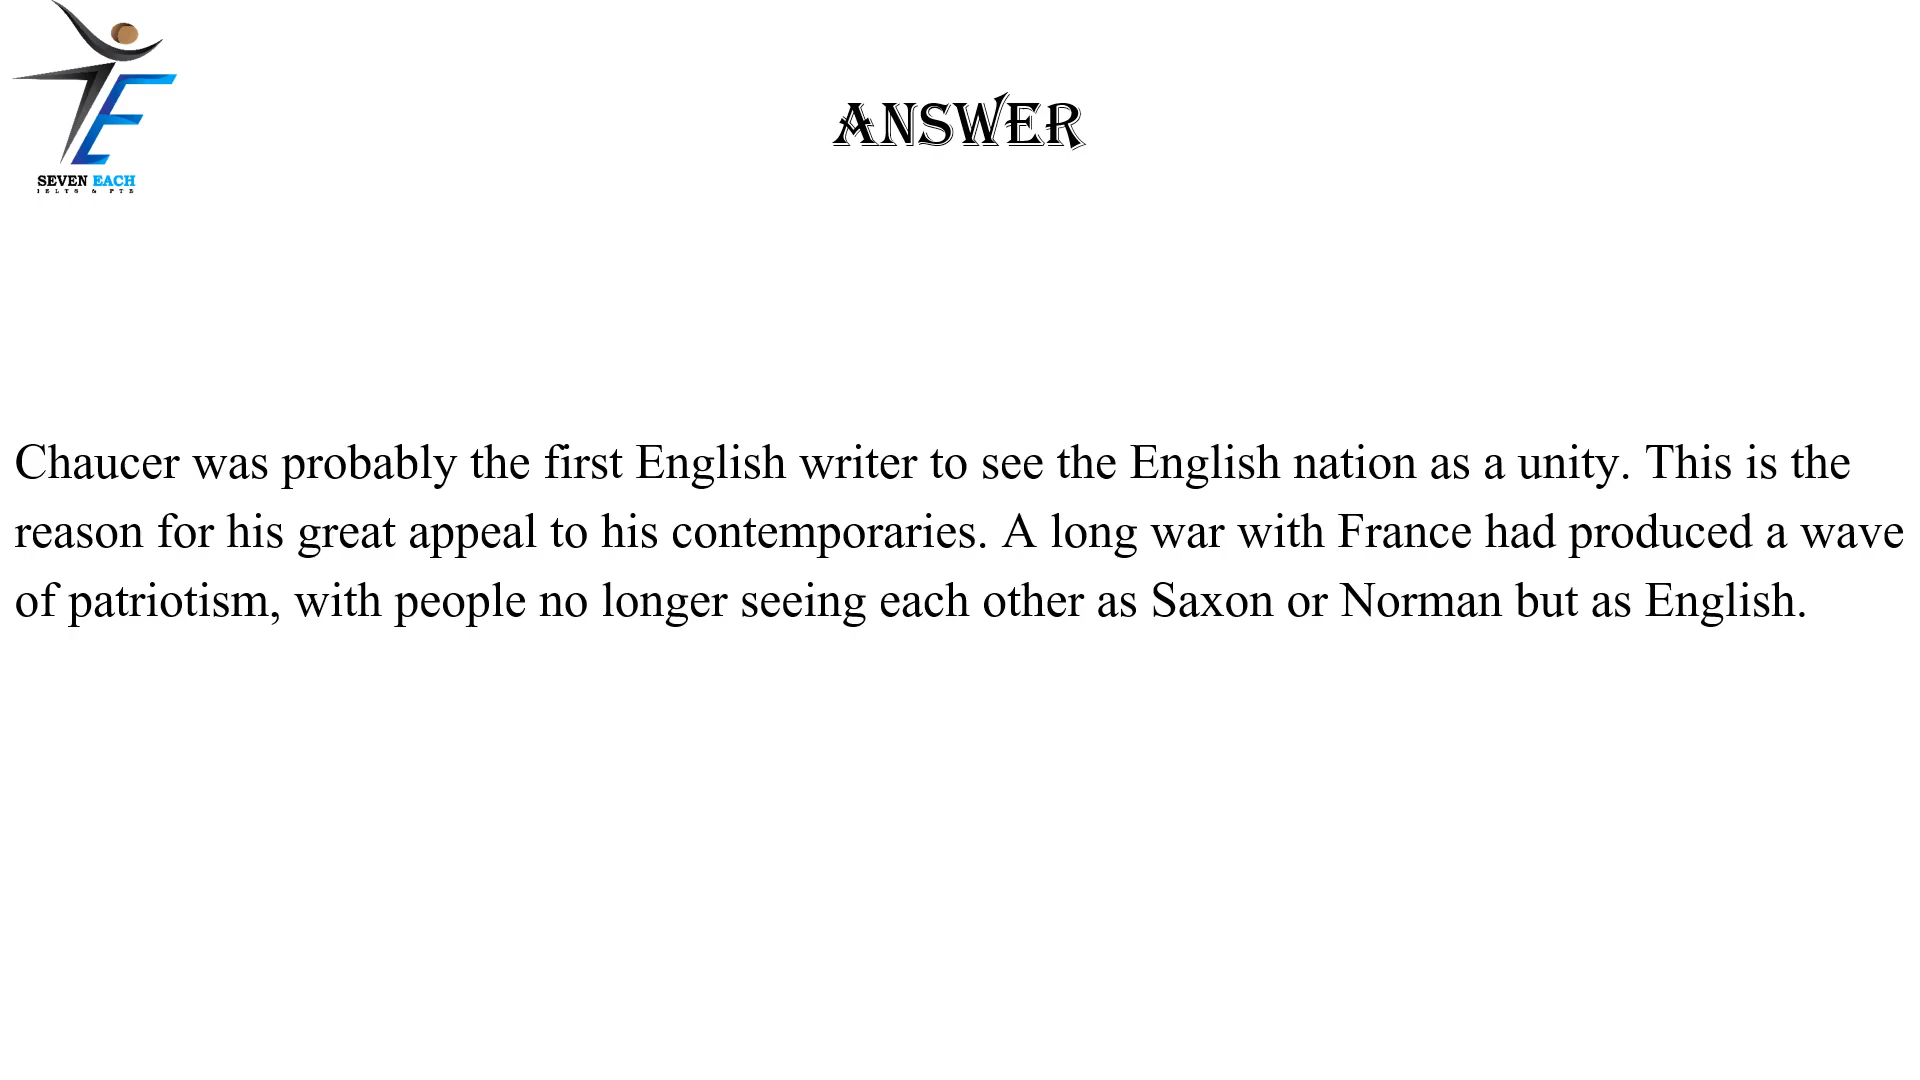 SEVEN EACH
IELTS & PTE
ANSWER
Chaucer was probably the first English writer to see the English nation as a unity. This is the
reason for his great appeal to his contemporaries. A long war with France had produced a wave
of patriotism, with people no longer seeing each other as Saxon or Norman but as English.